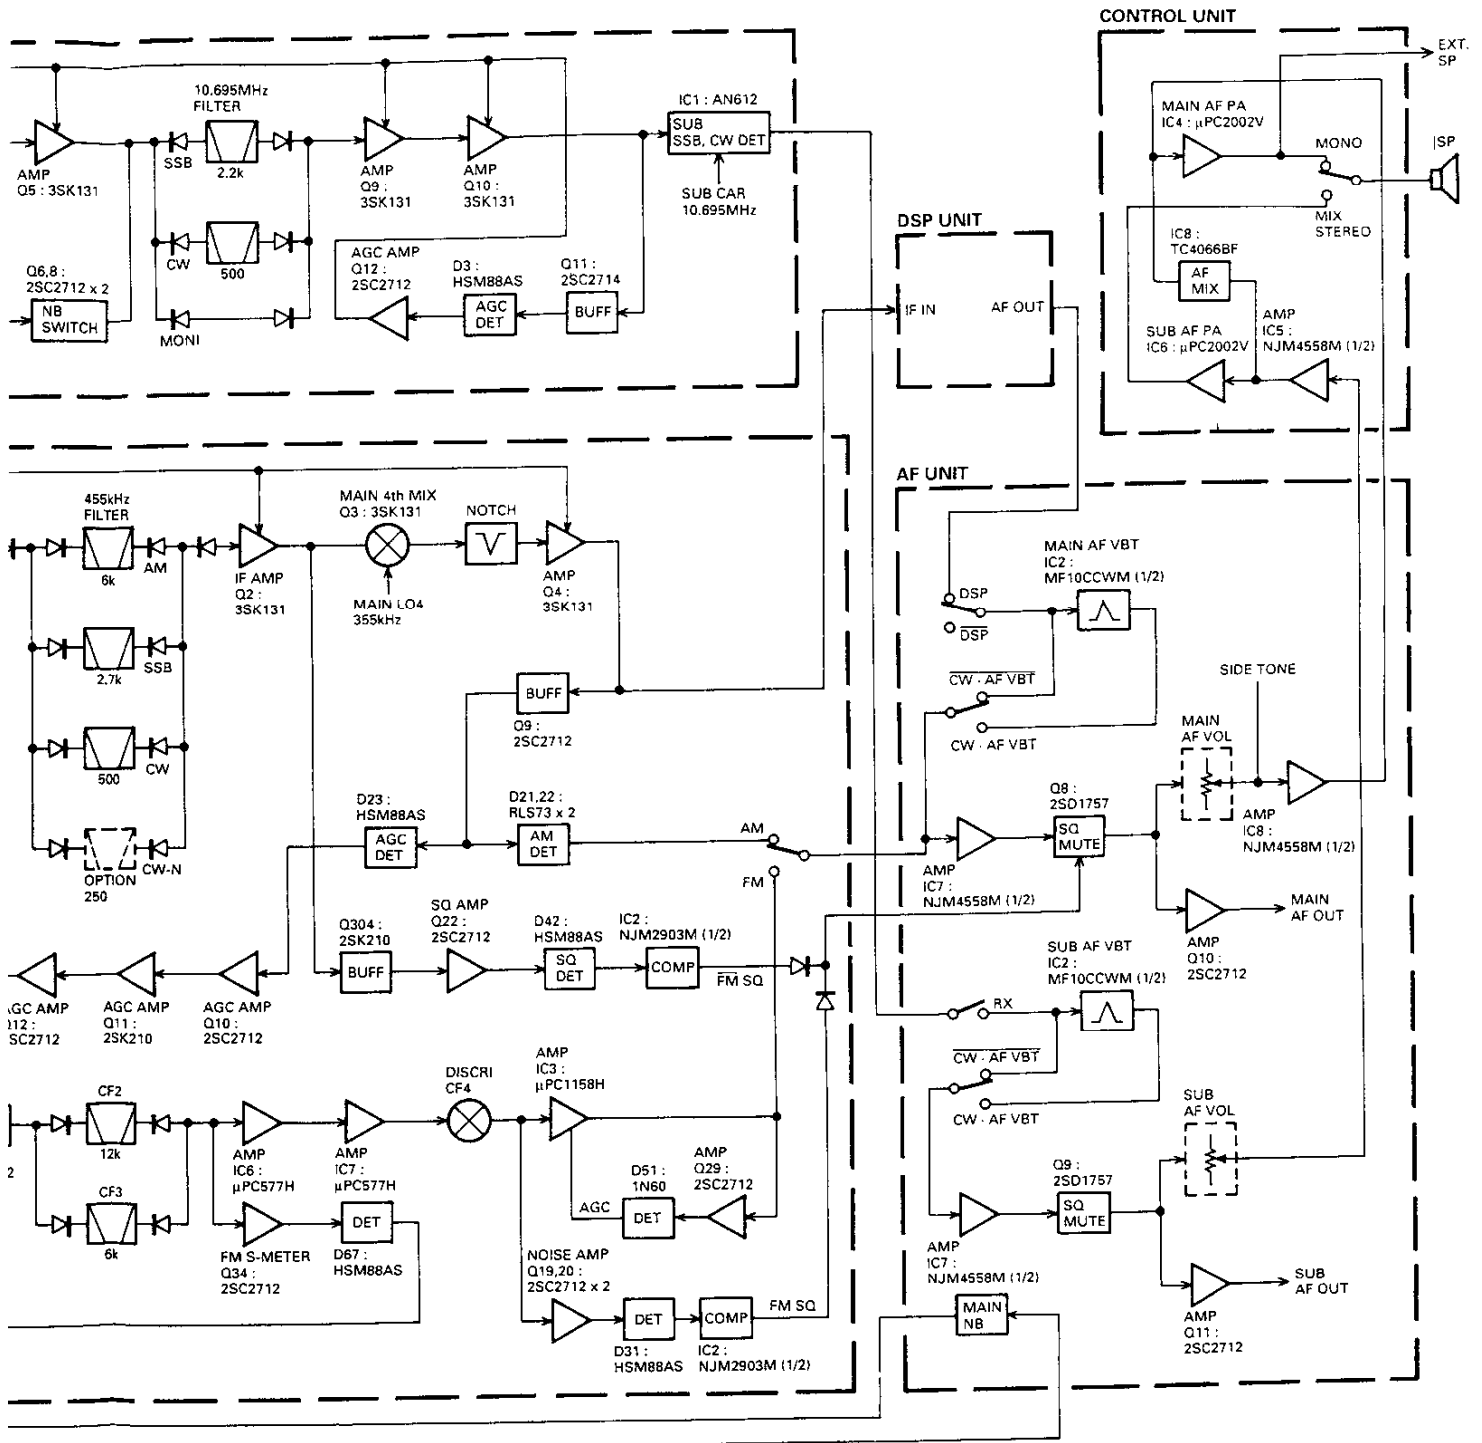 CONTROL UNIT
EXT.
SP
10.695MHz
FILTER
IC1 : AN612
SUB
SSB, CW DET
MAIN AF PA
IC4 : μPC2002V
MONO
SP
SSB
2.2k
AMP
Q5 : 3SK131
AMP
Q9 :
3SK131
AMP
Q10 :
3SK131
SUB CAR
10.695MHz
MIX
STEREO
DSP UNIT
IC8 :
TC4066BF
AF
MIX
CW
500
AGC AMP
Q12 :
2SC2712
D3 :
HSM88AS
Q11 :
2SC2714
Q6,8 :
2SC2712 x 2
NB
SWITCH
AGC
DET
BUFF
IF IN
AF OUT
MONI
SUB AF PA
IC6 : μPC2002V
AMP
IC5 :
NJM4558M (1/2)
AF UNIT
455kHz
FILTER
MAIN 4th MIX
Q3 : 3SK131
NOTCH
6k
AM
IF AMP
Q2 :
3SK131
MAIN LO4
355kHz
AMP
Q4 :
3SK131
MAIN AF VBT
IC2 :
MF10CCWM (1/2)
DSP
DSP
2.7k
SSB
CW · AF VBT
SIDE TONE
BUFF
Q9 :
2SC2712
CW · AF VBT
MAIN
AF VOL
500
CW
D23 :
HSM88AS
D21,22 :
RLS73 x 2
AGC
DET
AM
DET
AM
Q8 :
2SD1757
SQ
MUTE
AMP
IC8 :
NJM4558M (1/2)
OPTION
250
CW-N
FM
AMP
IC7 :
NJM4558M (1/2)
MAIN
AF OUT
Q304 :
2SK210
SQ AMP
Q22 :
2SC2712
D42 :
HSM88AS
IC2 :
NJM2903M (1/2)
AMP
Q10 :
2SC2712
BUFF
SQ
DET
COMP
FM SQ
SUB AF VBT
IC2 :
MF10CCWM (1/2)
AGC AMP
Q12 :
2SC2712
AGC AMP
Q11 :
2SK210
AGC AMP
Q10 :
2SC2712
RX
AMP
IC3 :
μPC1158H
DISCRI
CF4
CW · AF VBT
CF2
12k
CW · AF VBT
SUB
AF VOL
2
AMP
IC6 :
μPC577H
AMP
IC7 :
μPC577H
D51 :
1N60
AMP
Q29 :
2SC2712
Q9 :
2SD1757
CF3
6k
AGC
DET
SQ
MUTE
DET
FM S-METER
Q34 :
2SC2712
D67 :
HSM88AS
NOISE AMP
Q19,20 :
2SC2712 x 2
AMP
IC7 :
NJM4558M (1/2)
SUB
AF OUT
FM SQ
DET
COMP
MAIN
NB
AMP
Q11 :
2SC2712
D31 :
HSM88AS
IC2 :
NJM2903M (1/2)